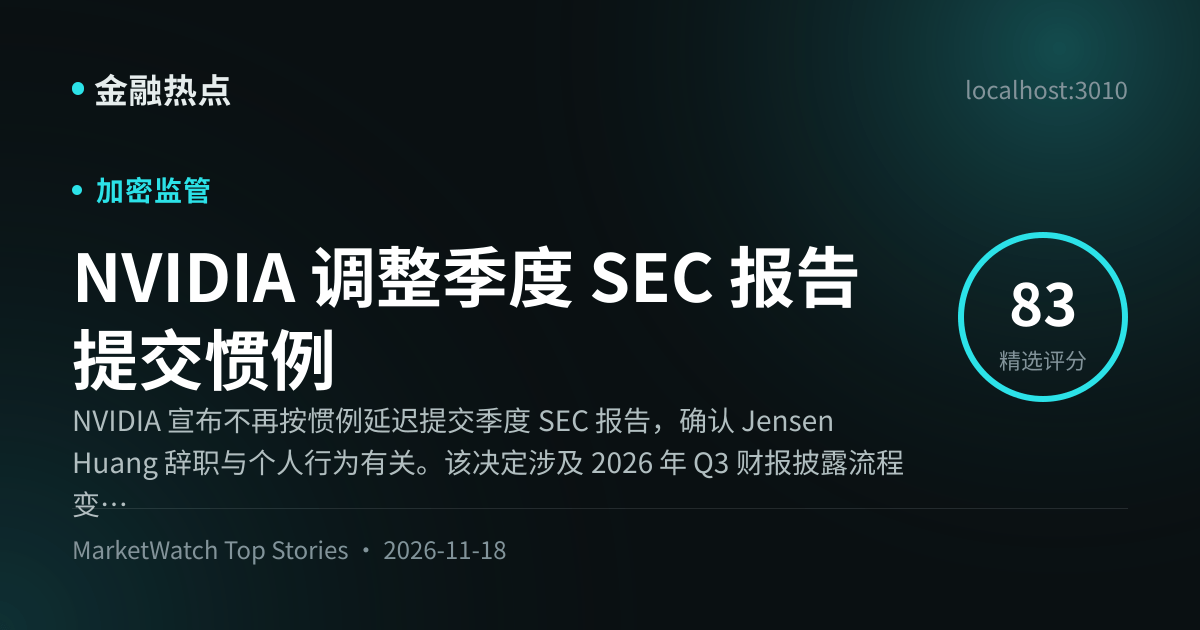 金融热点
localhost:3010
加密监管
NVIDIA 调整季度 SEC 报告
提交惯例
83
精选评分
NVIDIA 宣布不再按惯例延迟提交季度 SEC 报告，确认 Jensen
Huang 辞职与个人行为有关。该决定涉及 2026 年 Q3 财报披露流程
变…
MarketWatch Top Stories · 2026-11-18